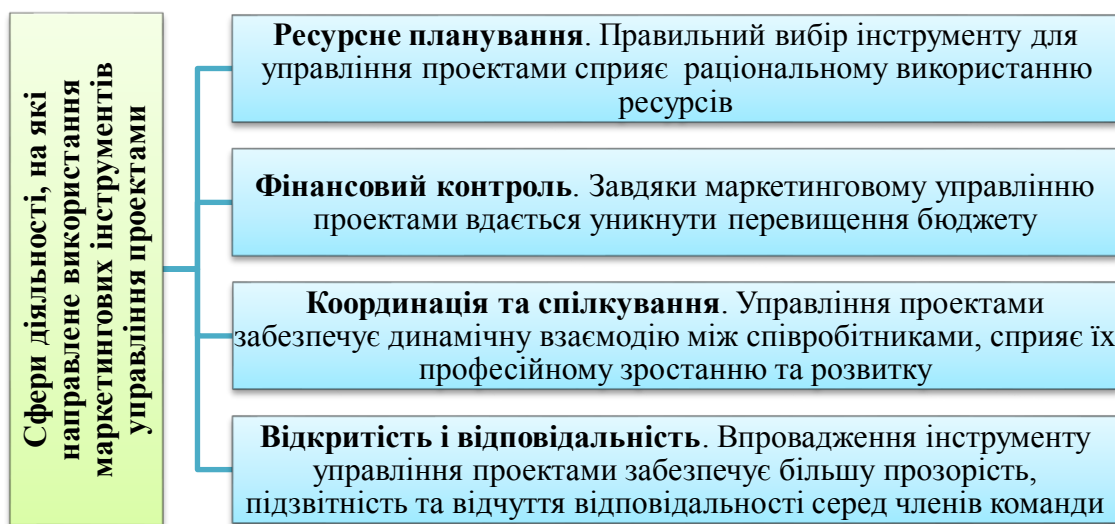 Сфери діяльності, на які
направлене використання
маркетингових інструментів
управління проектами
Ресурсне планування. Правильний вибір інструменту для
управління проектами сприяє раціональному використанню
ресурсів
Фінансовий контроль. Завдяки маркетинговому управлінню
проектами вдається уникнути перевищення бюджету
Координація та спілкування. Управління проектами
забезпечує динамічну взаємодію між співробітниками, сприяє їх
професійному зростанню та розвитку
Відкритість і відповідальність. Впровадження інструменту
управління проектами забезпечує більшу прозорість,
підзвітність та відчуття відповідальності серед членів команди